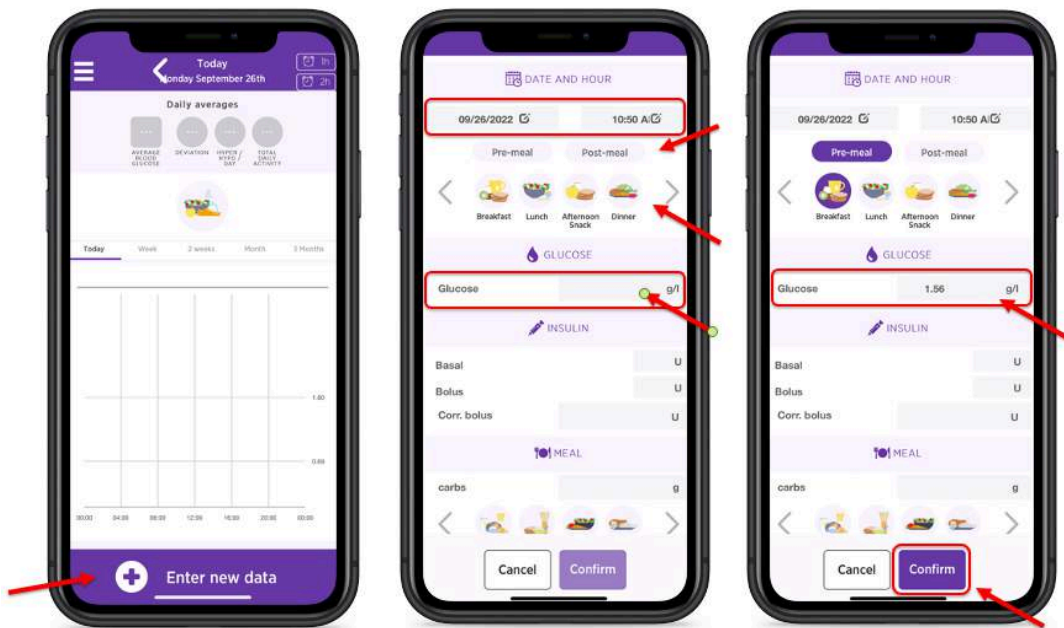 Today
Monday September 26th
1h
2h
Daily averages
AVERAGE BLOOD GLUCOSE
DEVIATION
HYPER / HYPO / DAY
TOTAL DAILY ACTIVITY
Today Week 2 weeks Month 3 Months
1.80
00:00 04:00 08:00 12:00 16:00 20:00 00:00
Enter new data
DATE AND HOUR
09/26/2022 10:50 A
Pre-meal Post-meal
Breakfast Lunch Afternoon Snack Dinner
GLUCOSE
Glucose g/l
INSULIN
Basal U
Bolus U
Corr. bolus U
MEAL
carbs g
Cancel Confirm
DATE AND HOUR
09/26/2022 10:50 A
Pre-meal Post-meal
Breakfast Lunch Afternoon Snack Dinner
GLUCOSE
Glucose 1.56 g/l
INSULIN
Basal U
Bolus U
Corr. bolus U
MEAL
carbs g
Cancel Confirm